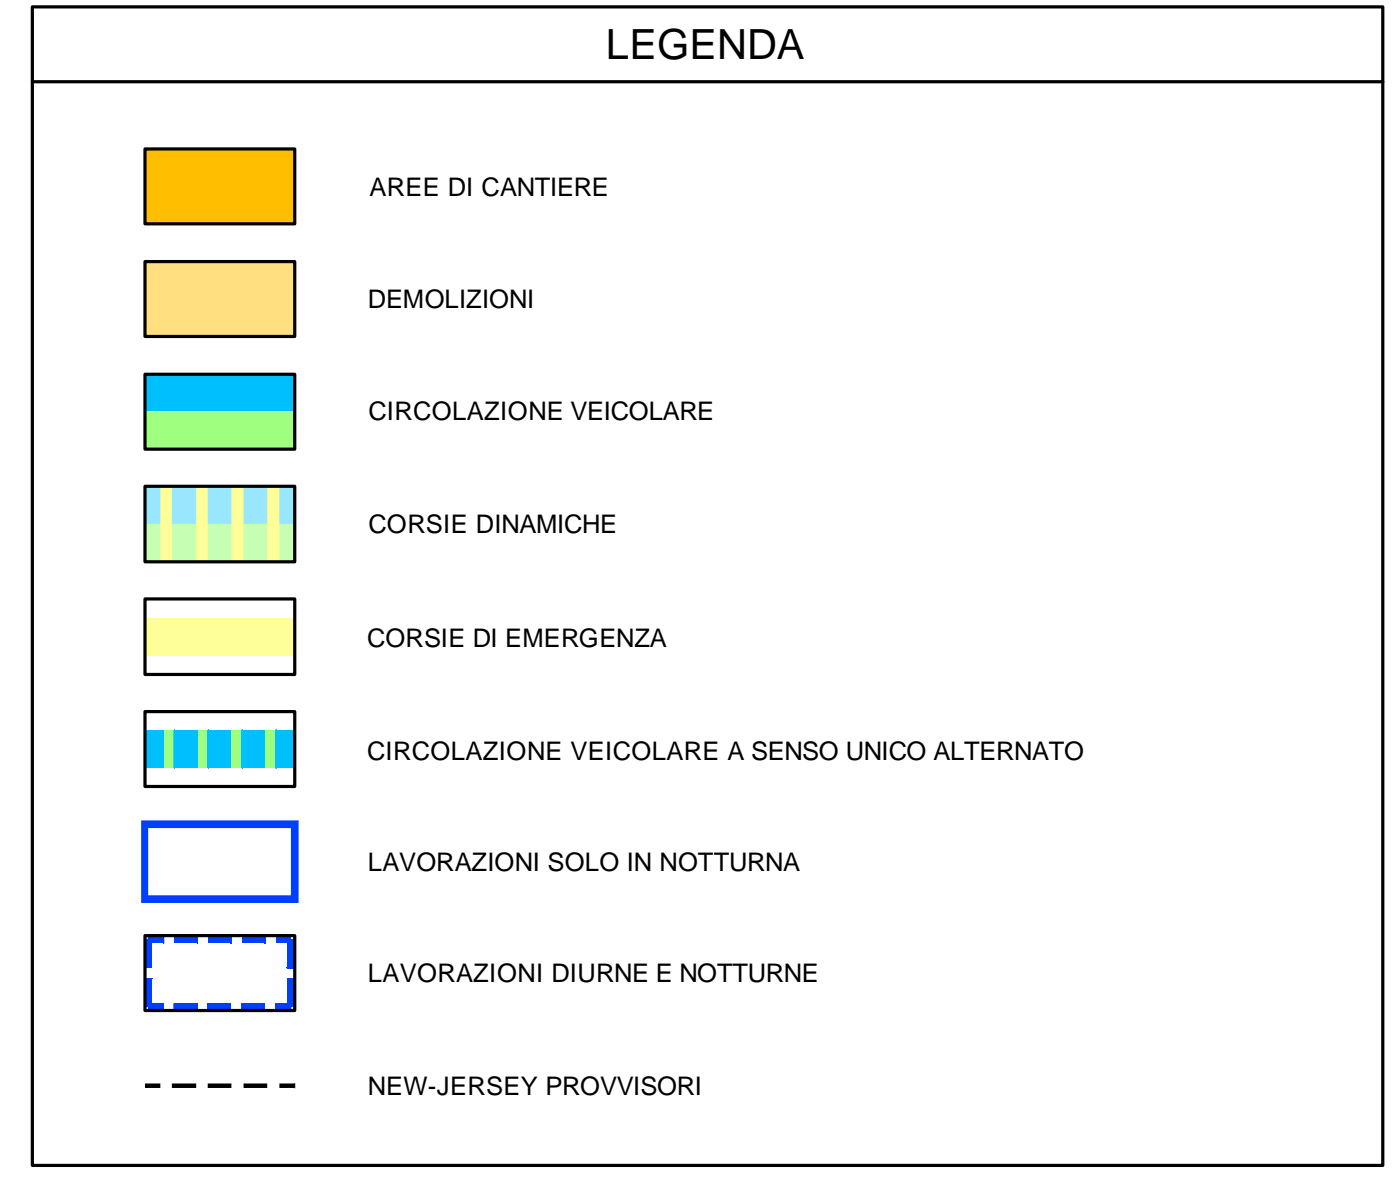 LEGENDA
AREE DI CANTIERE
DEMOLIZIONI
CIRCOLAZIONE VEICOLARE
CORSIE DINAMICHE
CORSIE DI EMERGENZA
CIRCOLAZIONE VEICOLARE A SENSO UNICO ALTERNATO
LAVORAZIONI SOLO IN NOTTURNA
LAVORAZIONI DIURNE E NOTTURNE
NEW-JERSEY PROVVISORI